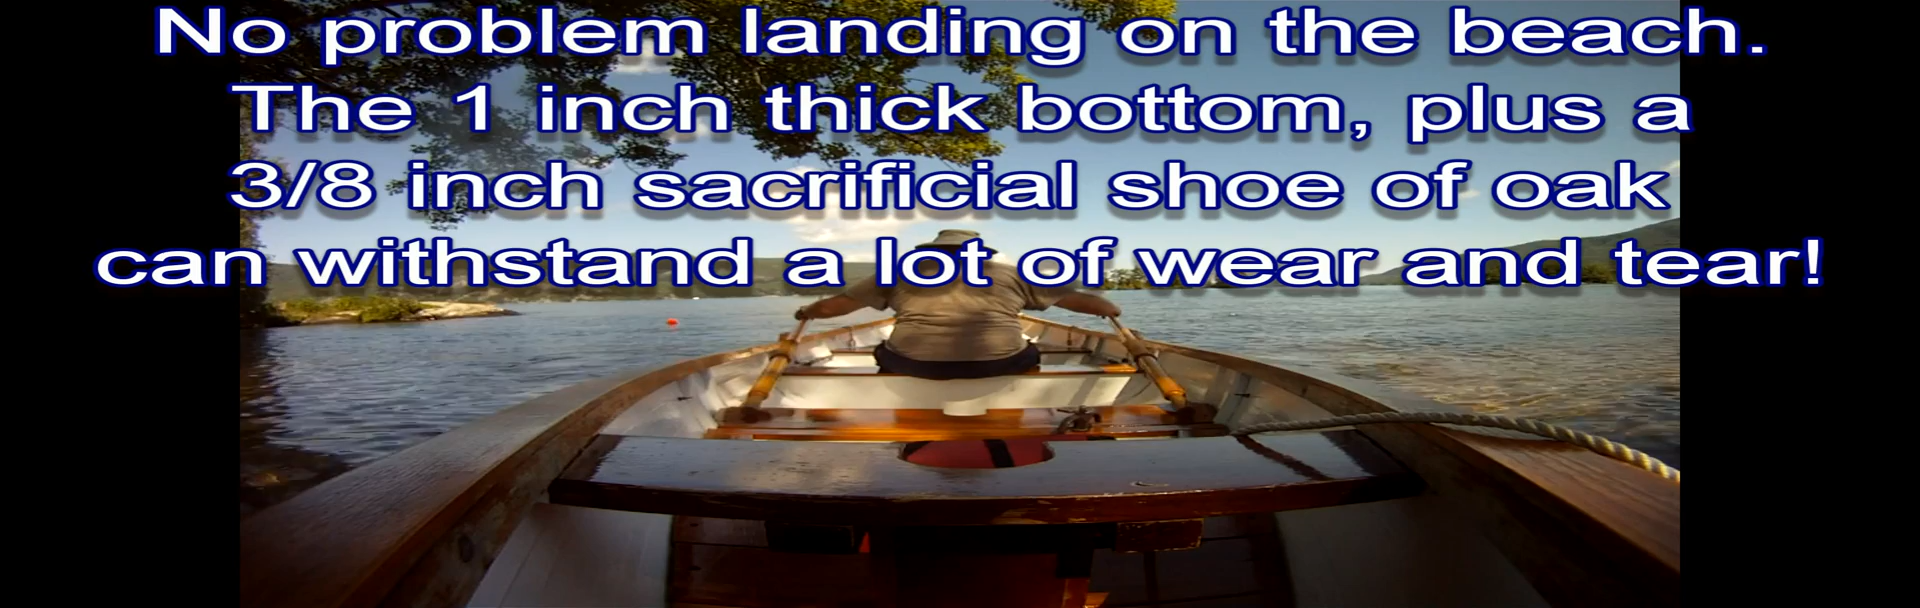 No problem landing on the beach.
The 1 inch thick bottom, plus a
3/8 inch sacrificial shoe of oak
can withstand a lot of wear and tear!